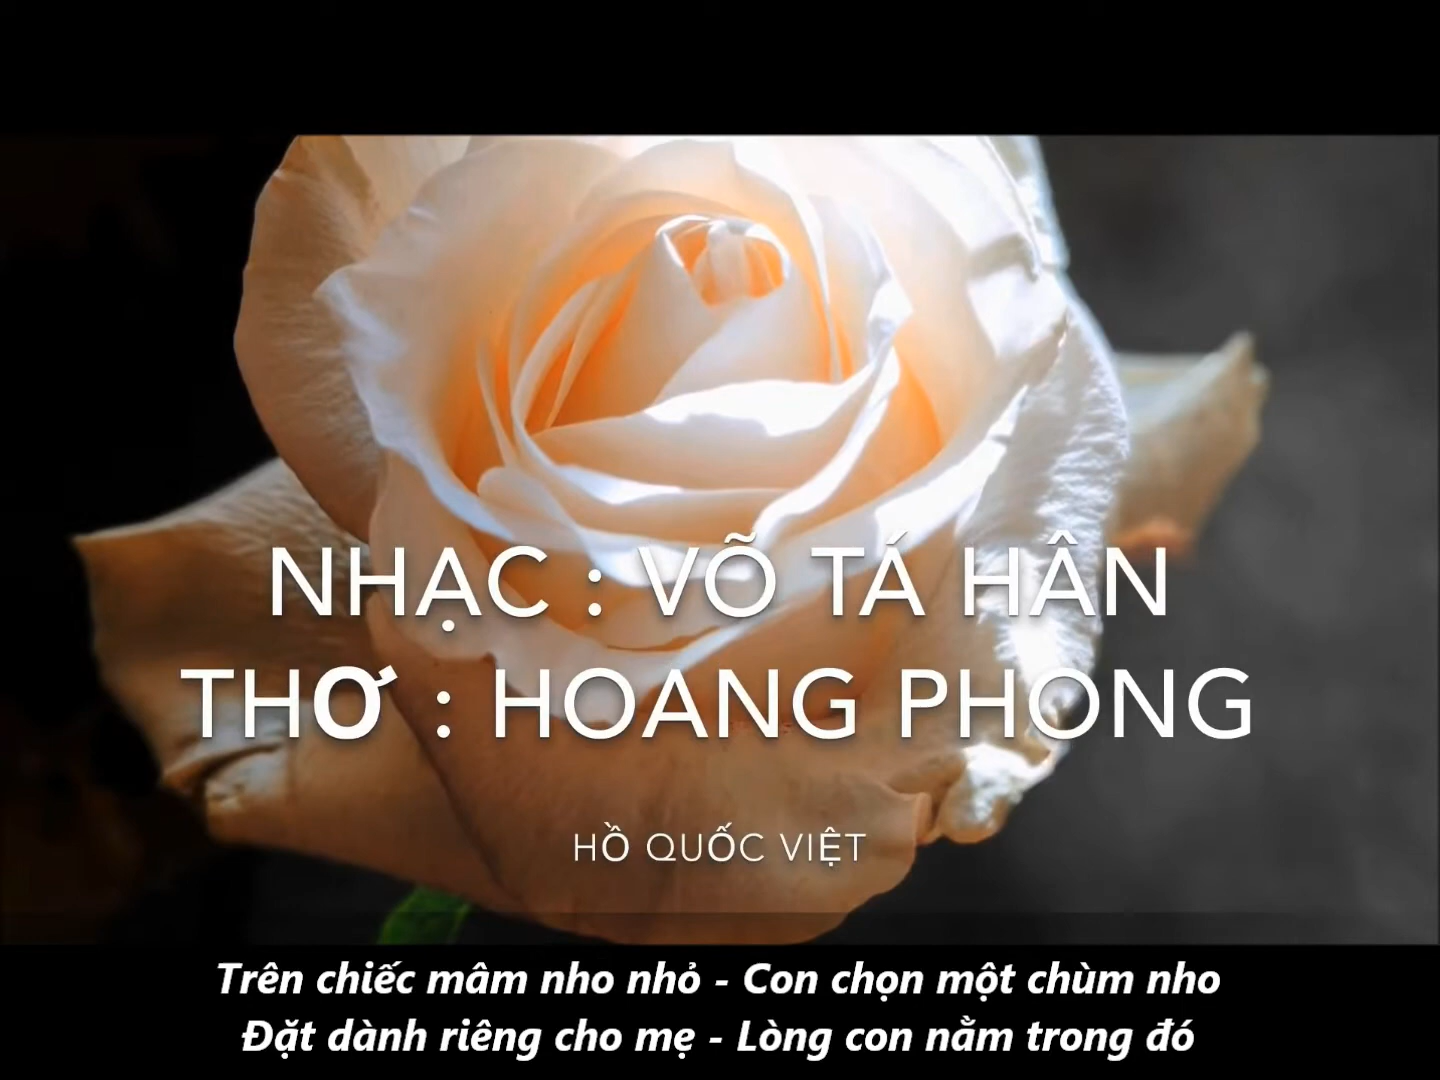 NHẠC : VÕ TÁ HÂN
THƠ : HOANG PHONG
HỒ QUỐC VIỆT
Trên chiếc mâm nho nhỏ - Con chọn một chùm nho
Đặt dành riêng cho mẹ - Lòng con nằm trong đó